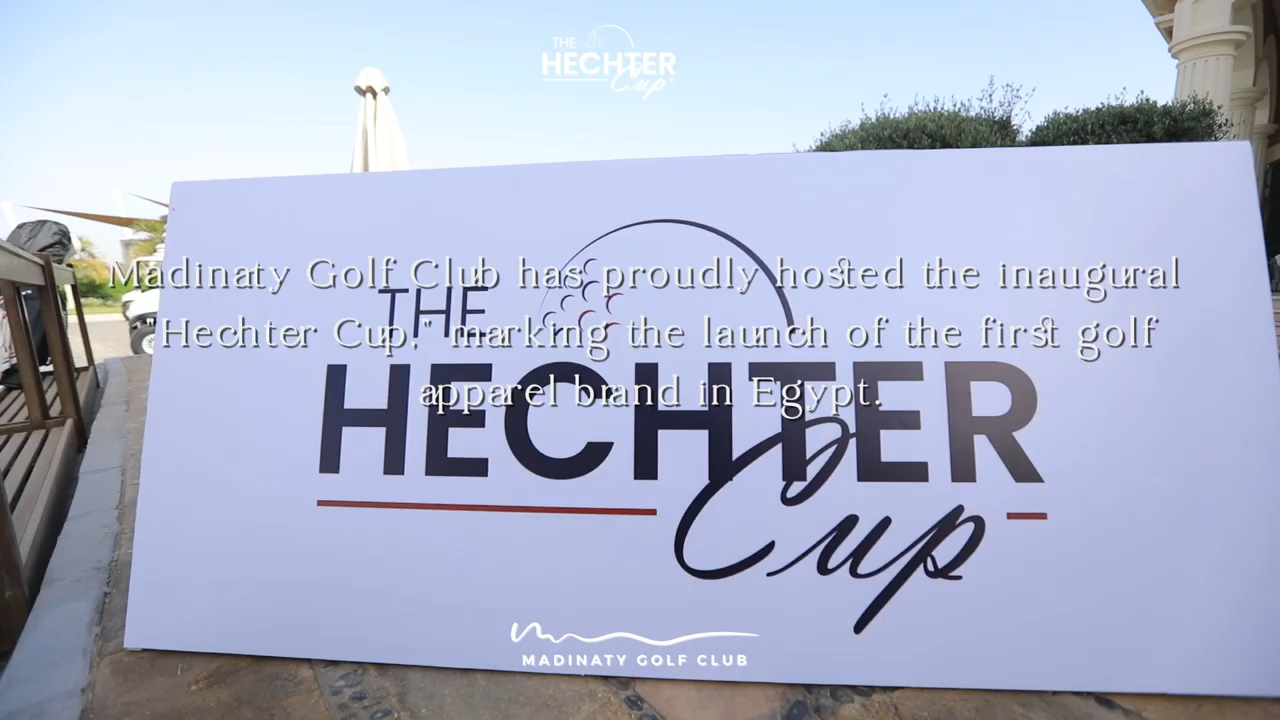 THE
HECHTER
Cup
Madinaty Golf Club has proudly hosted the inaugural
Hechter Cup," marking the launch of the first golf
apparel brand in Egypt.
THE
HECHTER
Cup
MADINATY GOLF CLUB